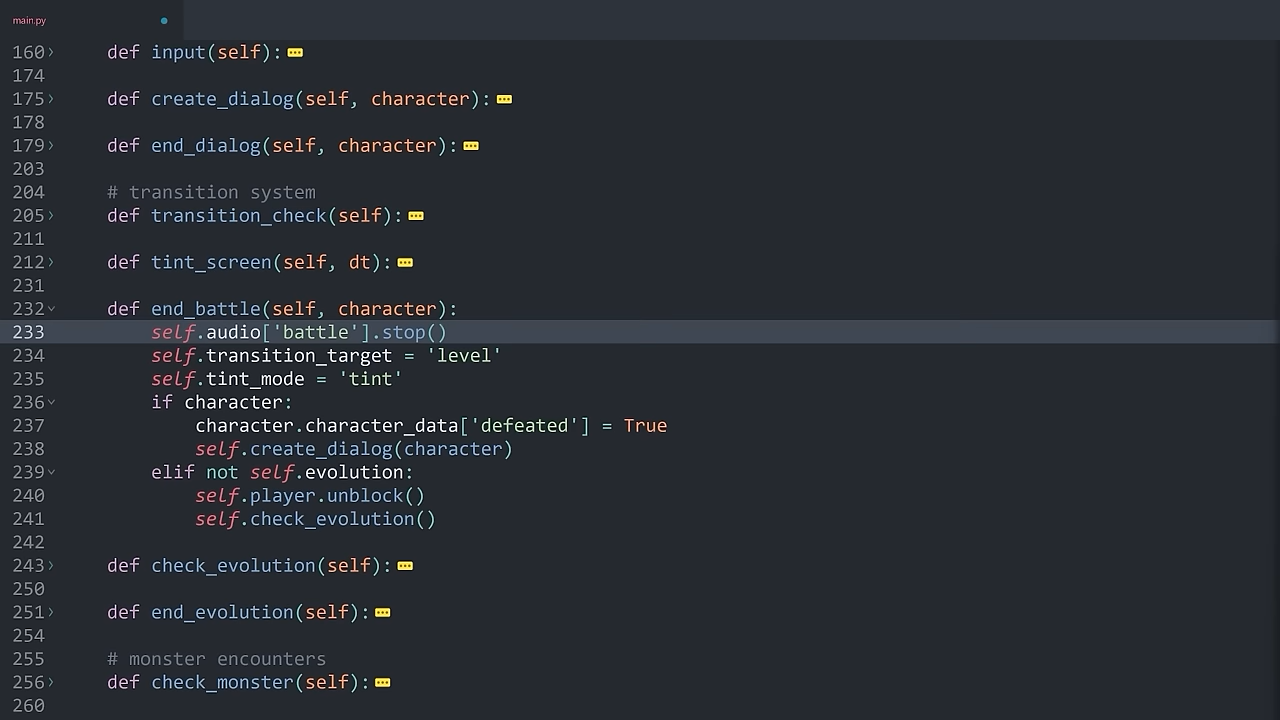 main.py
160 def input(self):
174
175 def create_dialog(self, character):
178
179 def end_dialog(self, character):
203
204 # transition system
205 def transition_check(self):
211
212 def tint_screen(self, dt):
231
232 def end_battle(self, character):
233 self.audio['battle'].stop()
234 self.transition_target = 'level'
235 self.tint_mode = 'tint'
236 if character:
237 character.character_data['defeated'] = True
238 self.create_dialog(character)
239 elif not self.evolution:
240 self.player.unblock()
241 self.check_evolution()
242
243 def check_evolution(self):
250
251 def end_evolution(self):
254
255 # monster encounters
256 def check_monster(self):
260